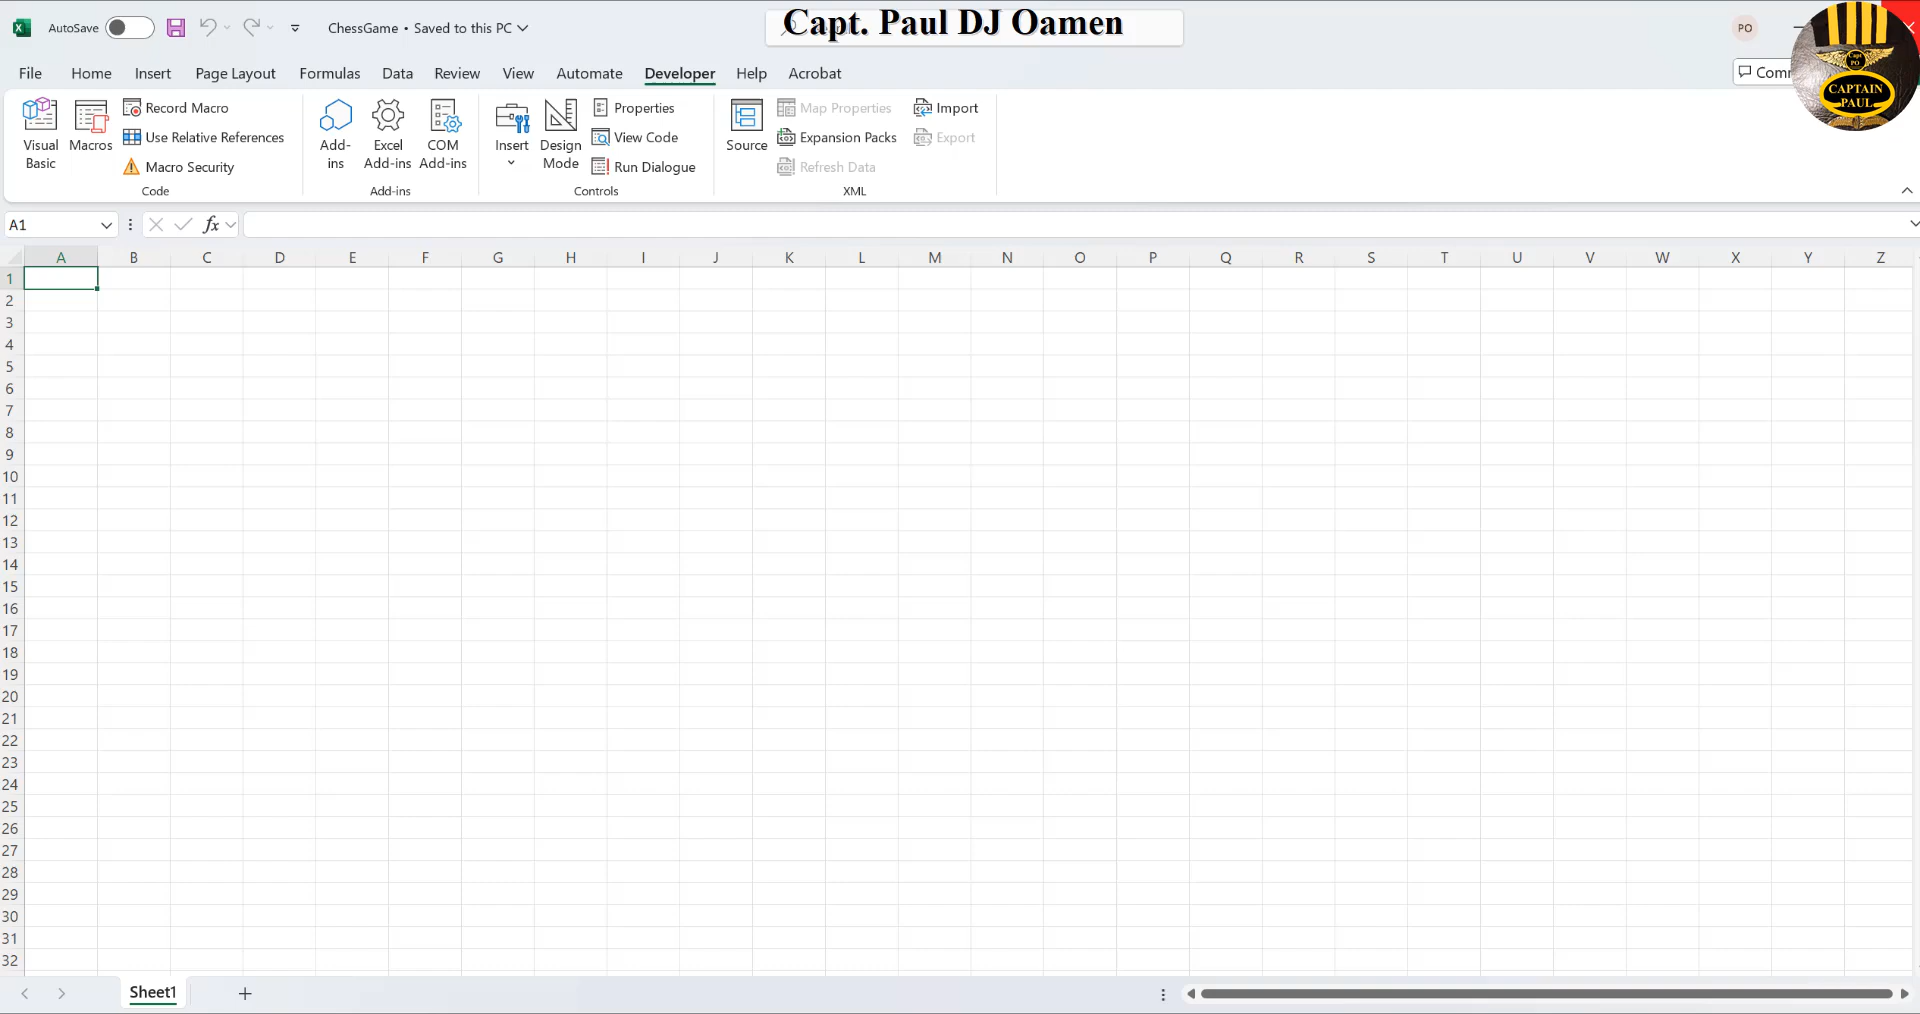 AutoSave
ChessGame • Saved to this PC
Capt. Paul DJ Oamen
PO
File Home Insert Page Layout Formulas Data Review View Automate Developer Help Acrobat
Visual Basic
Macros
Record Macro
Use Relative References
Macro Security
Code
Add-ins
Excel Add-ins
COM Add-ins
Add-ins
Insert
Design Mode
Properties
View Code
Run Dialogue
Controls
Source
Map Properties
Expansion Packs
Refresh Data
Import
Export
XML
Capt
PO
CAPTAIN
PAUL
A1
fx
A B C D E F G H I J K L M N O P Q R S T U V W X Y Z
1
2
3
4
5
6
7
8
9
10
11
12
13
14
15
16
17
18
19
20
21
22
23
24
25
26
27
28
29
30
31
32
Sheet1